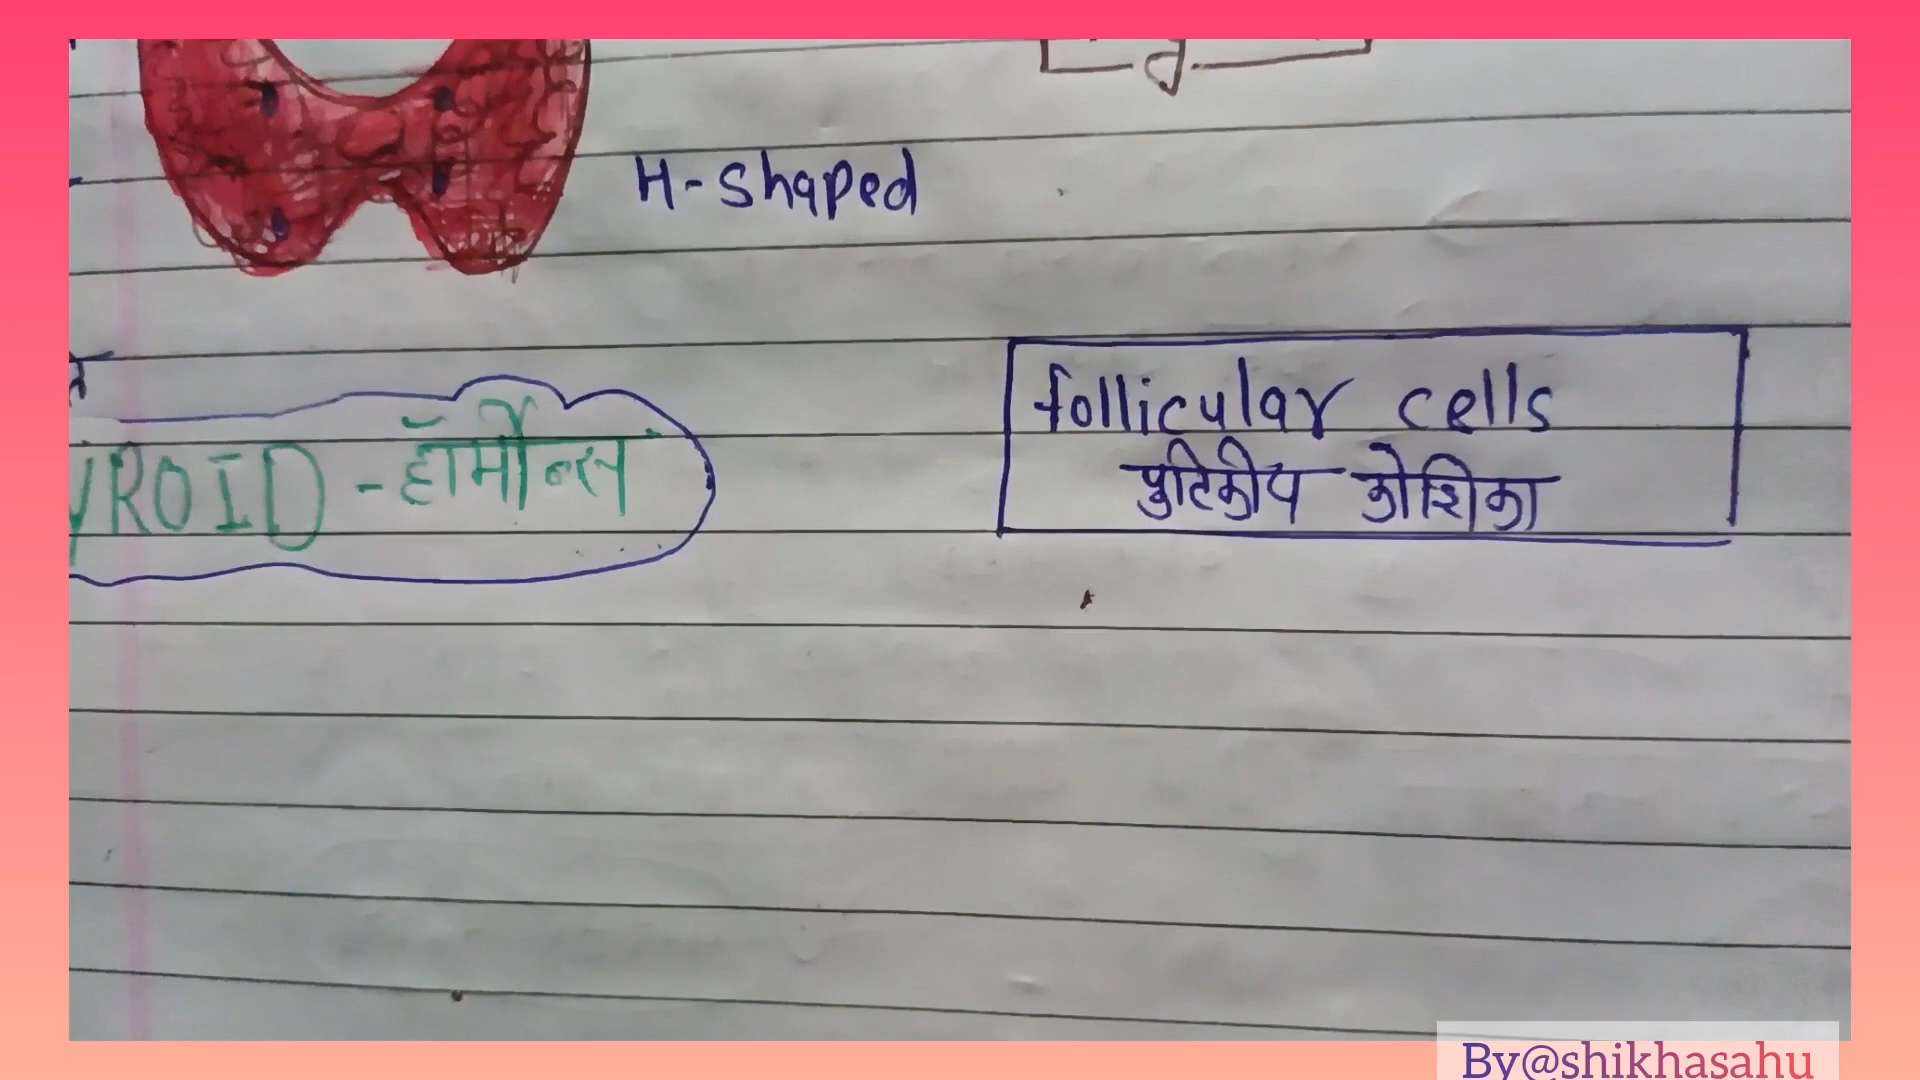 H-shaped
follicular cells
पुटिकीय कोशिका
YROID - हॉर्मोन्स
By@shikhasahu